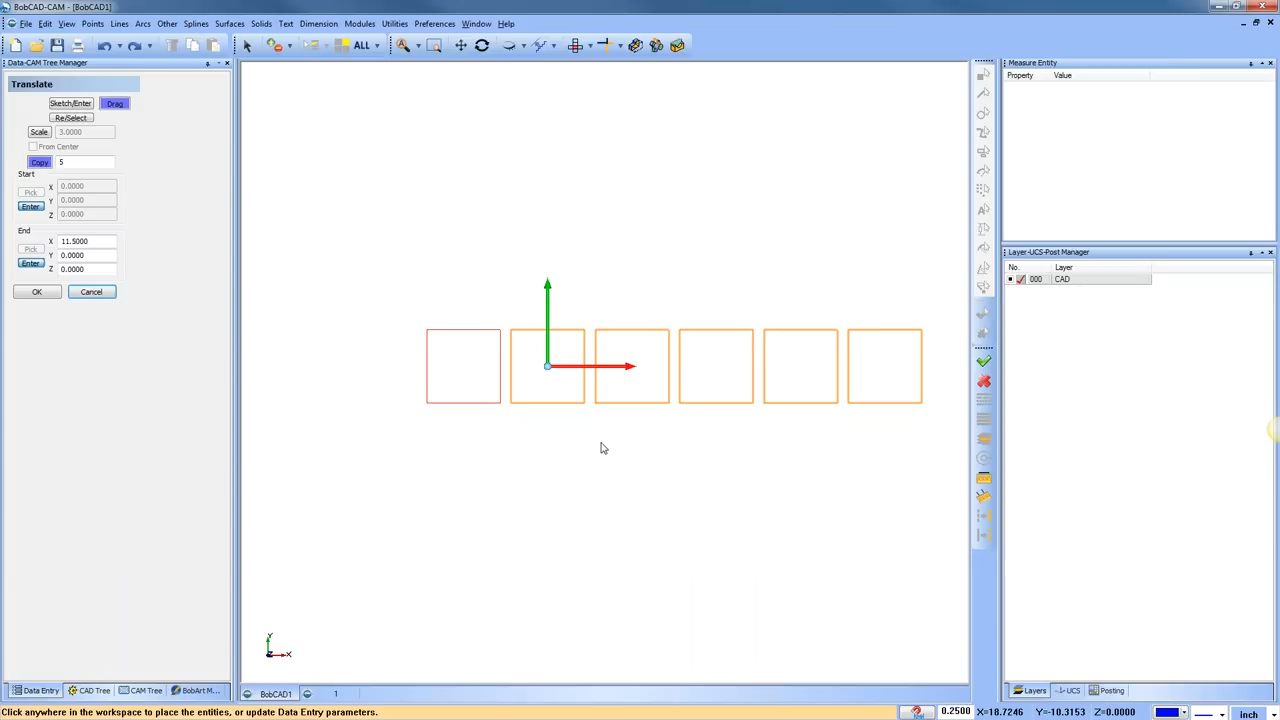 BobCAD-CAM - [BobCAD1]
File Edit View Points Lines Arcs Other Splines Surfaces Solids Text Dimension Modules Utilities Preferences Window Help
ALL
Data-CAM Tree Manager
Translate
Sketch/Enter Drag
Re/Select
Scale 3.0000
From Center
Copy 5
Start
Pick X 0.0000
Y 0.0000
Enter Z 0.0000
End
X 11.5000
Pick Y 0.0000
Enter Z 0.0000
OK Cancel
Y
Z X
Data Entry CAD Tree CAM Tree BobArt M...
BobCAD1 1
Measure Entity
Property Value
Layer-UCS-Post Manager
No. Layer
000 CAD
Layers UCS Posting
Click anywhere in the workspace to place the entities, or update Data Entry parameters.
0.2500 X=18.7246 Y=-10.3153 Z=0.0000 inch